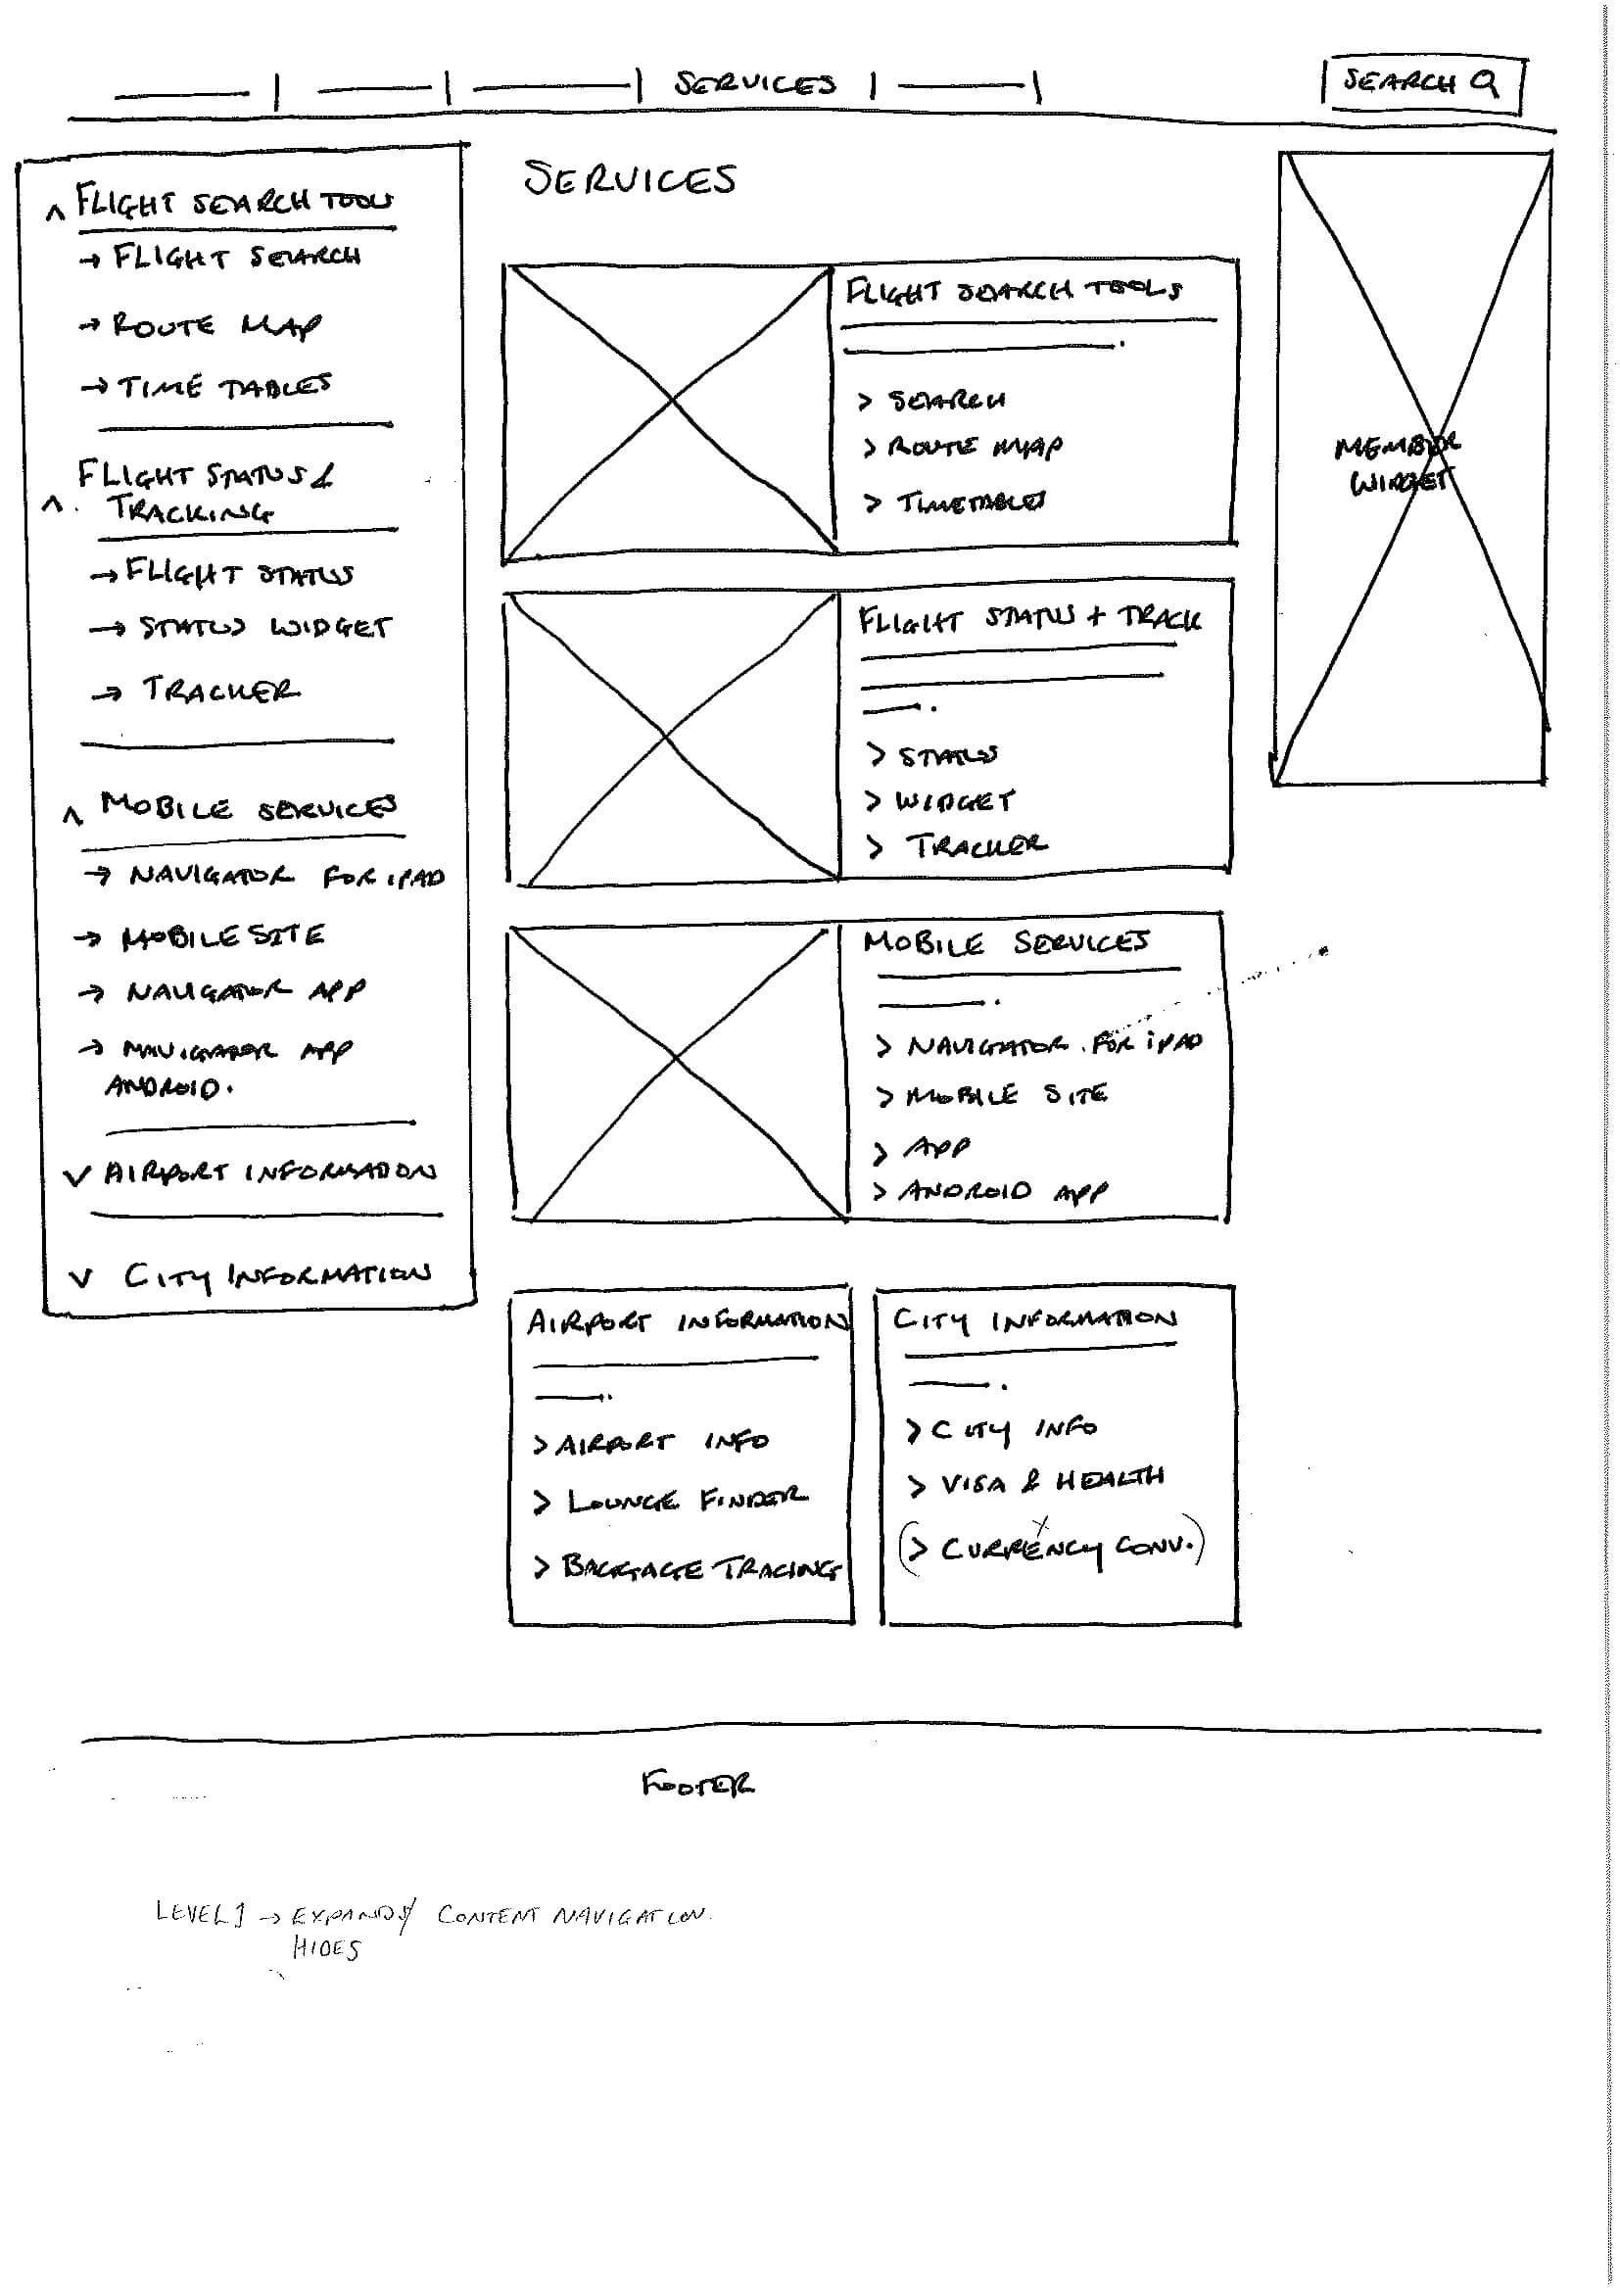 SERVICES
SEARCH
FLIGHT SEARCH TOOLS
→ FLIGHT SEARCH
→ ROUTE MAP
→ TIME TABLES
FLIGHT STATUS &
TRACKING
→ FLIGHT STATUS
→ STATUS WIDGET
→ TRACKER
MOBILE SERVICES
→ NAVIGATOR FOR iPAD
→ MOBILE SITE
→ NAVIGATOR APP
→ NAVIGATOR APP
ANDROID.
AIRPORT INFORMATION
CITY INFORMATION
SERVICES
FLIGHT SEARCH TOOLS
> SEARCH
> ROUTE MAP
> TIMETABLES
FLIGHT STATUS + TRACK
> STATUS
> WIDGET
> TRACKER
MOBILE SERVICES
> NAVIGATOR FOR iPAD
> MOBILE SITE
> APP
> ANDROID APP
AIRPORT INFORMATION
> AIRPORT INFO
> LOUNGE FINDER
> BAGGAGE TRACING
CITY INFORMATION
> CITY INFO
> VISA & HEALTH
(> CURRENCY CONV.)
MEMBER
WIDGET
FOOTER
LEVEL 1 → EXPANDS/ CONTENT NAVIGATION.
HIDES